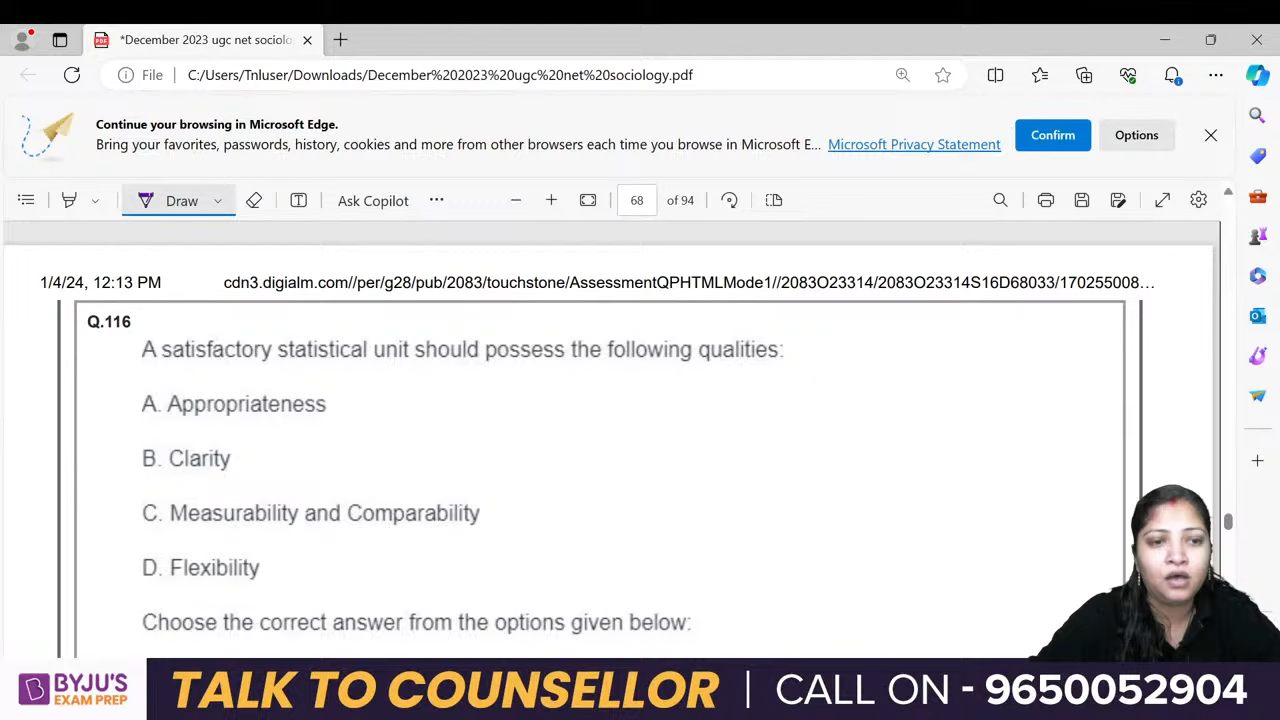 *December 2023 ugc net sociolo
File C:/Users/Tnluser/Downloads/December%202023%20ugc%20net%20sociology.pdf
Continue your browsing in Microsoft Edge.
Bring your favorites, passwords, history, cookies and more from other browsers each time you browse in Microsoft E... Microsoft Privacy Statement
Confirm
Options
Draw
Ask Copilot
68 of 94
1/4/24, 12:13 PM
cdn3.digialm.com//per/g28/pub/2083/touchstone/AssessmentQPHTMLMode1//2083O23314/2083O23314S16D68033/170255008...
Q.116
A satisfactory statistical unit should possess the following qualities:
A. Appropriateness
B. Clarity
C. Measurability and Comparability
D. Flexibility
Choose the correct answer from the options given below:
BYJU'S
EXAM PREP
TALK TO COUNSELLOR | CALL ON - 9650052904